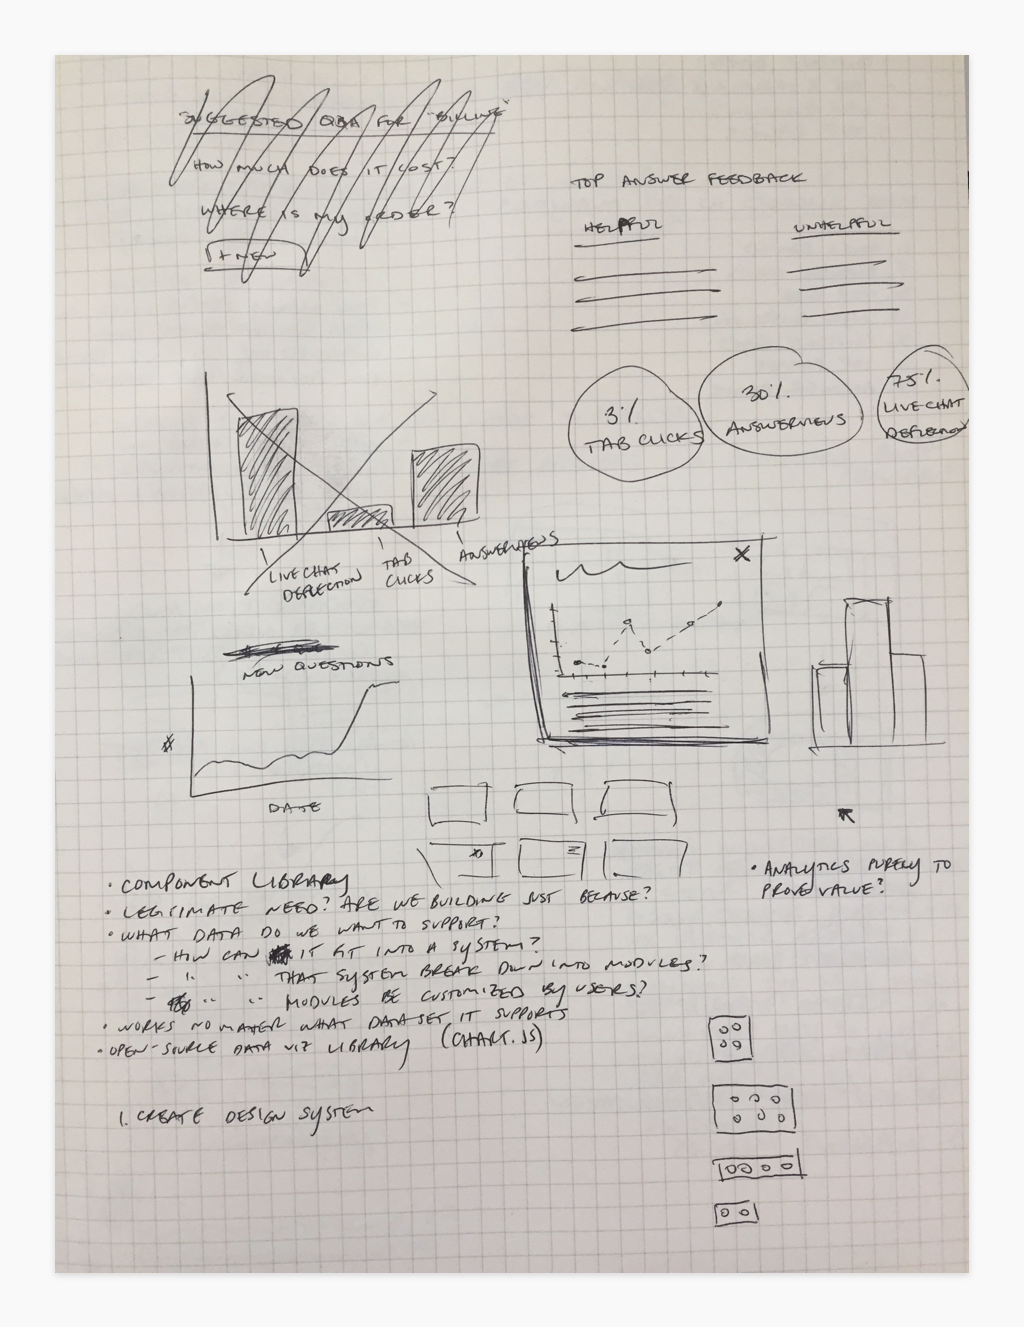 SUGGESTED Q&A FOR "BILLING"
HOW MUCH DOES IT COST?
WHERE IS MY ORDER?
+ NEW
TOP ANSWER FEEDBACK
HELPFUL
UNHELPFUL
3%
TAB CLICKS
30%
ANSWERVIEWS
75%
LIVE CHAT
DEFLECTION
LIVE CHAT
DEFLECTION
TAB
CLICKS
ANSWERVIEWS
X
NEW QUESTIONS
#
DATE
• COMPONENT LIBRARY
• LEGITIMATE NEED? ARE WE BUILDING JUST BECAUSE?
• WHAT DATA DO WE WANT TO SUPPORT?
- HOW CAN IT FIT INTO A SYSTEM?
- " " THAT SYSTEM BREAK DOWN INTO MODULES?
- " " MODULES BE CUSTOMIZED BY USERS?
• WORKS NO MATER WHAT DATASET IT SUPPORTS
• OPEN-SOURCE DATA VIZ LIBRARY (CHART.JS)
• ANALYTICS PURELY TO
PROVE VALUE?
1. CREATE DESIGN SYSTEM